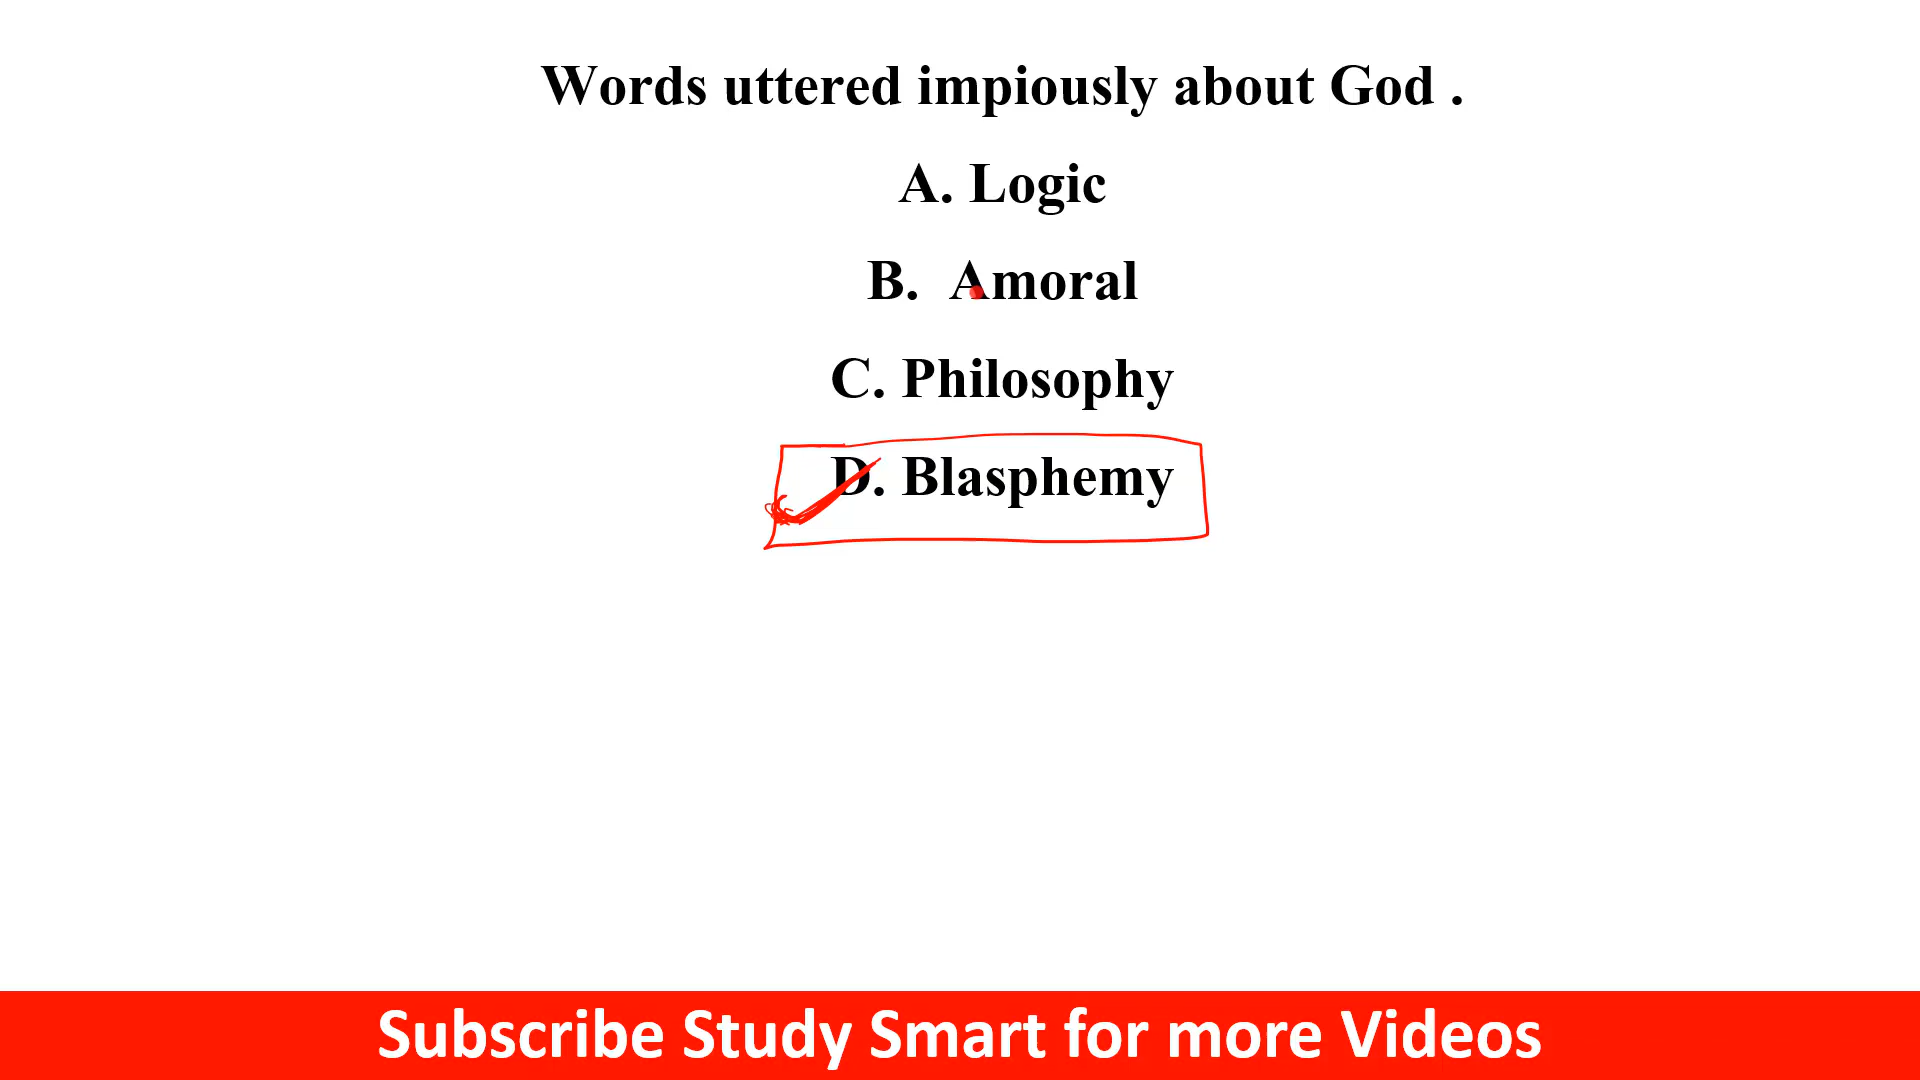 Words uttered impiously about God .
A. Logic
B. Amoral
C. Philosophy
D. Blasphemy
Subscribe Study Smart for more Videos